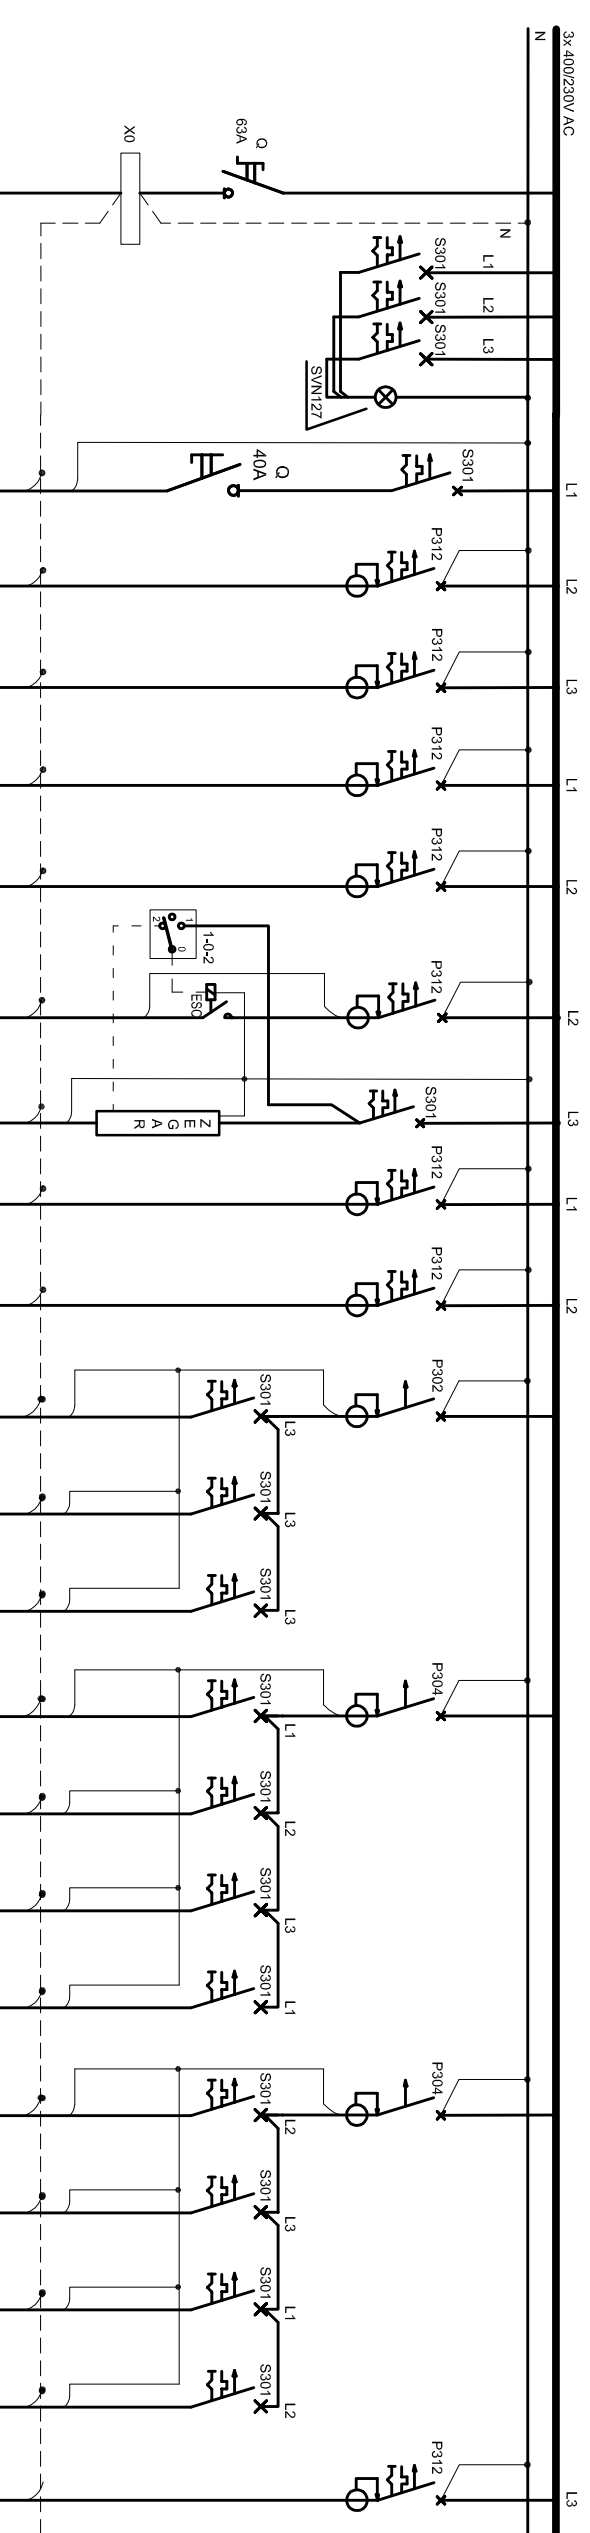 3x 400/230V AC
N
Q
63A
X0
N
L1
S301
L2
S301
L3
S301
SVN127
L1
S301
Q
40A
L2
P312
L3
P312
L1
P312
L2
P312
L2
P312
1-0-2
1
2
0
ESC
L3
S301
ZEGAR
L1
P312
L2
P312
P302
S301
L3
S301
L3
S301
L3
P304
S301
L1
S301
L2
S301
L3
S301
L1
P304
S301
L2
S301
L3
S301
L1
S301
L2
L3
P312